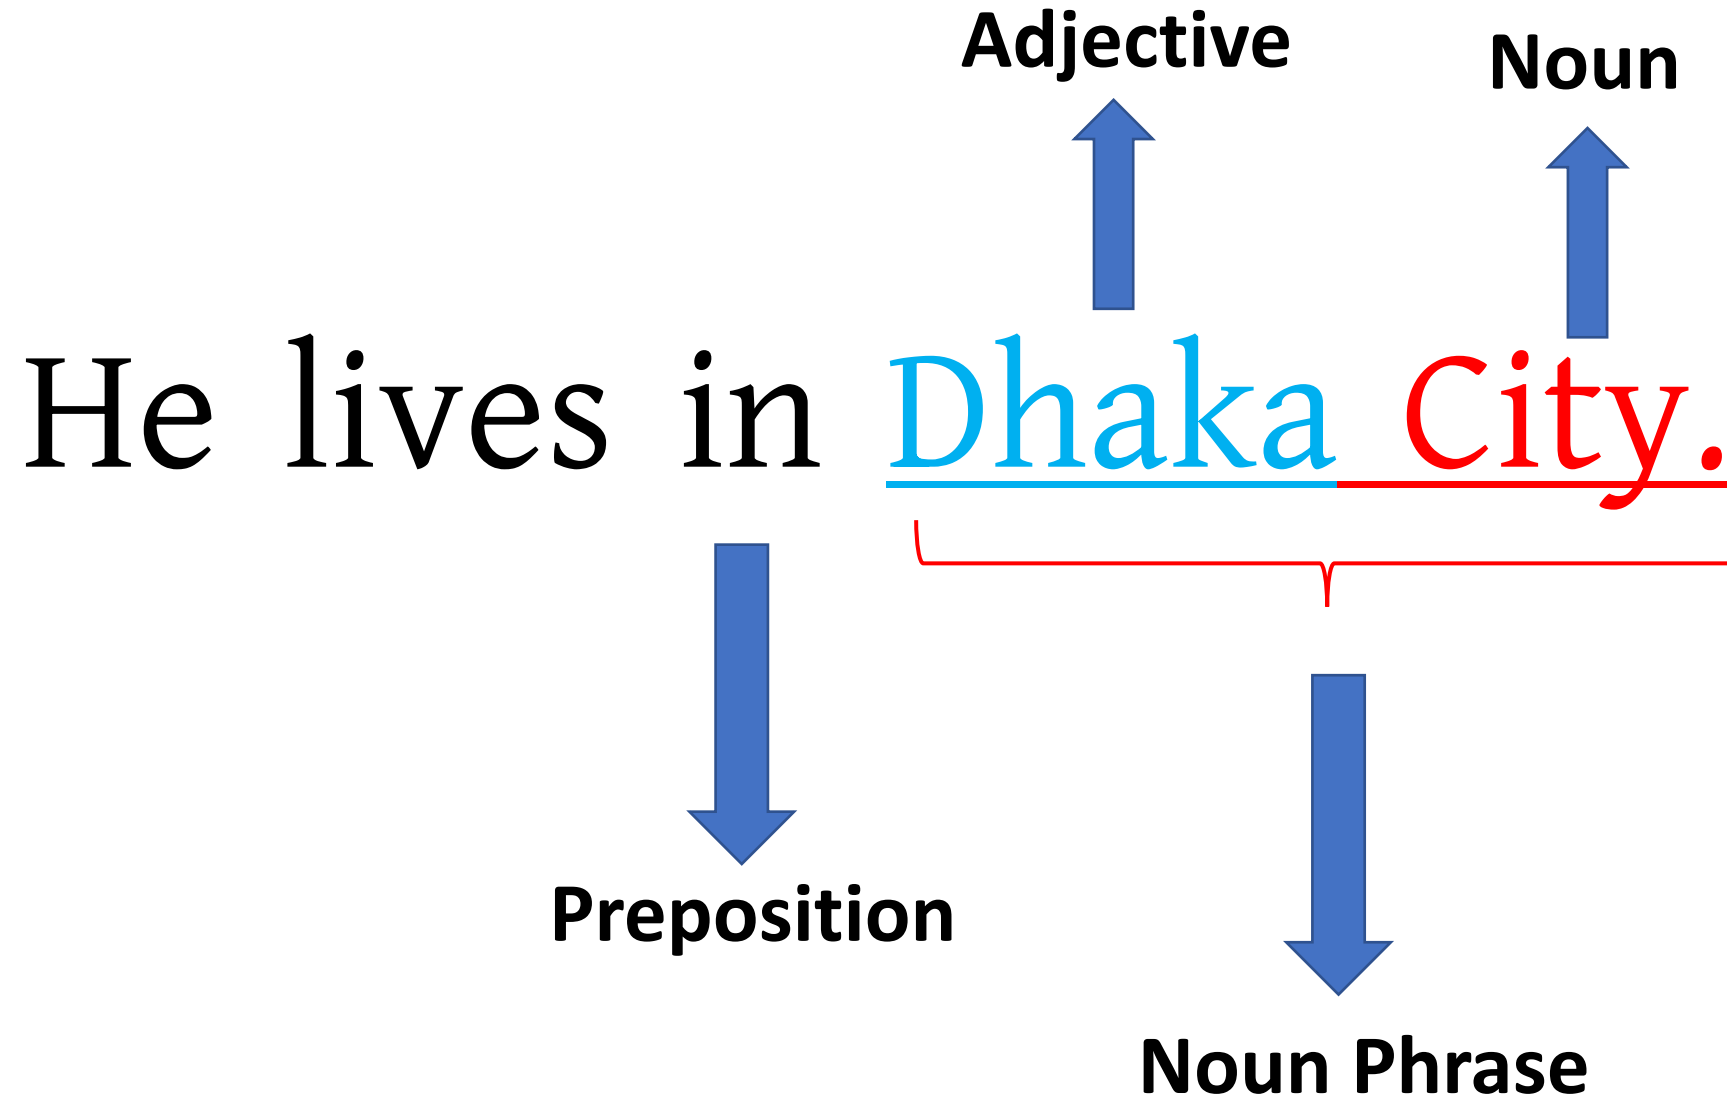 Adjective
Noun
He lives in Dhaka City.
Preposition
Noun Phrase